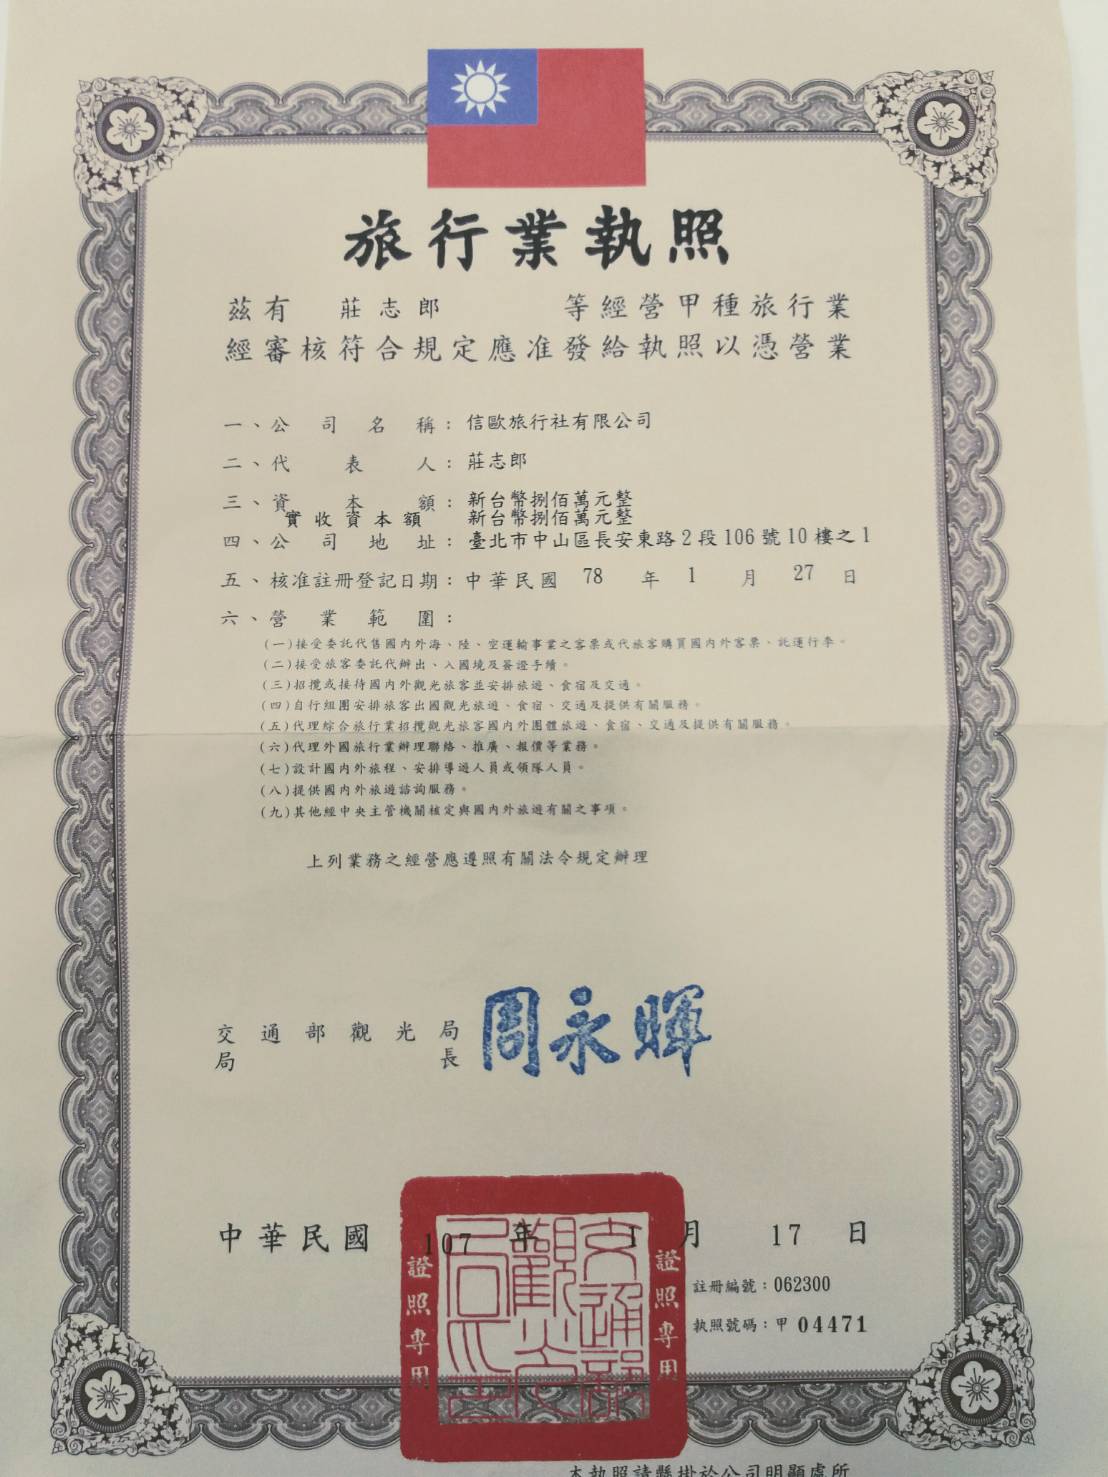 旅行業執照
茲有 莊志郎 等經營甲種旅行業
經審核符合規定應准發給執照以憑營業
一、公司名稱：信歐旅行社有限公司
二、代表人：莊志郎
三、資本額：新台幣捌佰萬元整
實收資本額 新台幣捌佰萬元整
四、公司地址：臺北市中山區長安東路2段106號10樓之1
五、核准註冊登記日期：中華民國 78 年 1 月 27 日
六、營業範圍：
(一)接受委託代售國內外海、陸、空運輸事業之客票或代旅客購買國內外客票、託運行李。
(二)接受旅客委託代辦出、入國境及簽證手續。
(三)招攬或接待國內外觀光旅客並安排旅遊、食宿及交通。
(四)自行組團安排旅客出國觀光旅遊、食宿、交通及提供有關服務。
(五)代理綜合旅行業招攬觀光旅客國內外團體旅遊、食宿、交通及提供有關服務。
(六)代理外國旅行業辦理聯絡、推廣、報價等業務。
(七)設計國內外旅程、安排導遊人員或領隊人員。
(八)提供國內外旅遊諮詢服務。
(九)其他經中央主管機關核定與國內外旅遊有關之事項。
上列業務之經營應遵照有關法令規定辦理
交通部觀光局
局長 周永暉
中華民國 107 年 1 月 17 日
證照專用
交通部觀光局印
證照專用
註冊編號：062300
執照號碼：甲 04471
本執照請懸掛於公司明顯處所